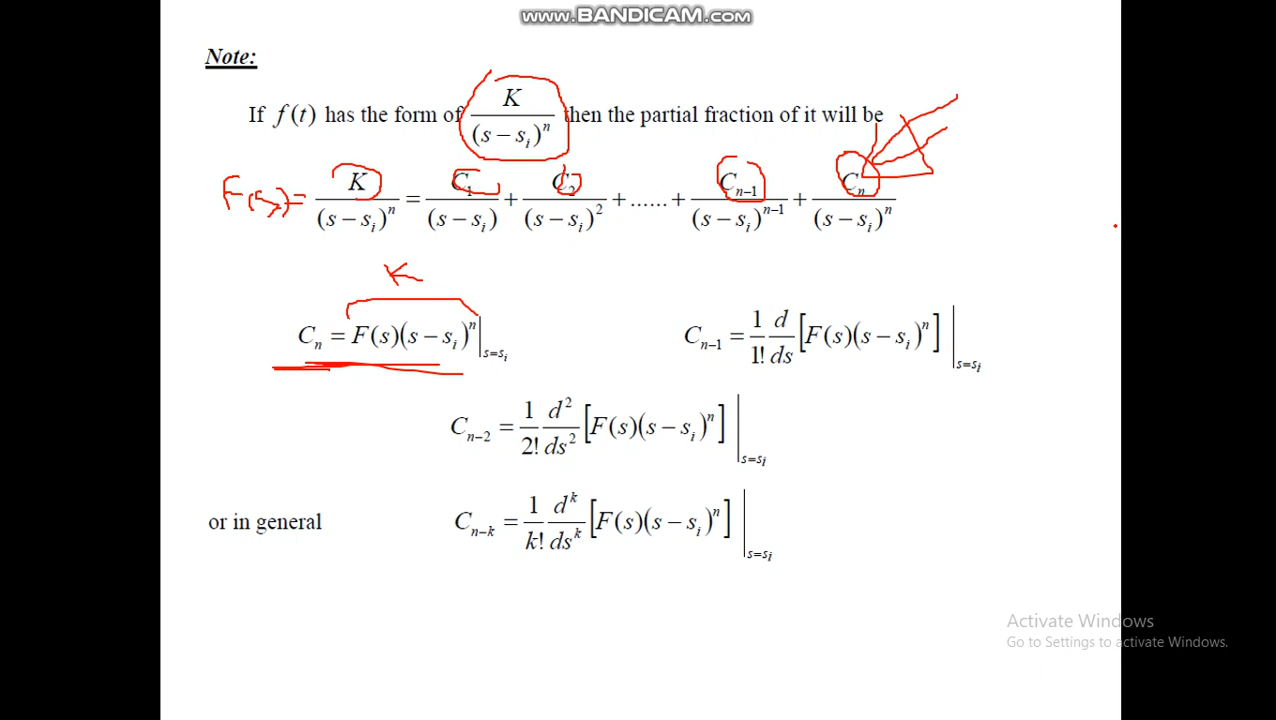 www.BANDICAM.com
Note:
If f(t) has the form of K/(s − s_i)^n then the partial fraction of it will be
F(s) = K/(s − s_i)^n = C_1/(s − s_i) + C_2/(s − s_i)^2 + ...... + C_{n−1}/(s − s_i)^{n−1} + C_n/(s − s_i)^n
K
C_n = F(s)(s − s_i)^n |_{s=s_i} C_{n−1} = 1/1! d/ds [F(s)(s − s_i)^n] |_{s=s_i}
C_{n−2} = 1/2! d^2/ds^2 [F(s)(s − s_i)^n] |_{s=s_i}
or in general C_{n−k} = 1/k! d^k/ds^k [F(s)(s − s_i)^n] |_{s=s_i}
Activate Windows
Go to Settings to activate Windows.